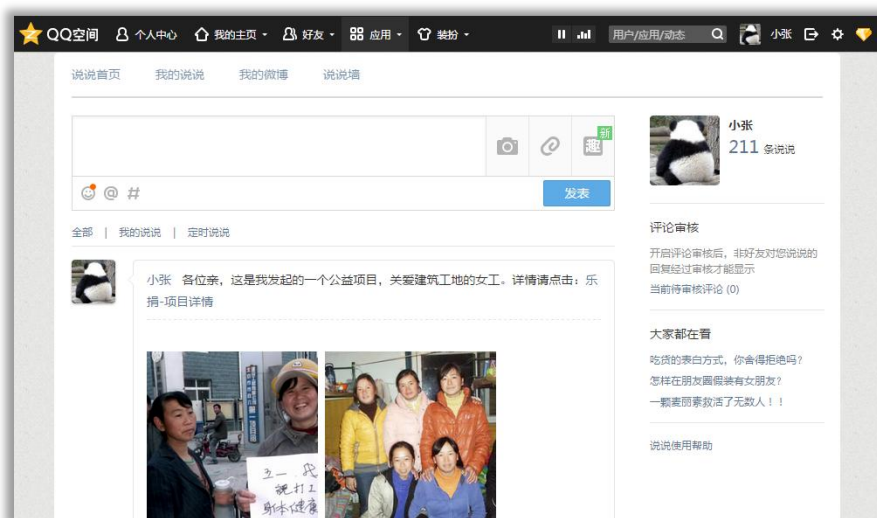 QQ空间 个人中心 我的主页 好友 应用 装扮 用户/应用/动态 小张
说说首页 我的说说 我的微博 说说墙
新
趣
@ #
发表
全部 | 我的说说 | 定时说说
小张 各位亲，这是我发起的一个公益项目，关爱建筑工地的女工。详情请点击：乐
捐-项目详情
小张
211 条说说
评论审核
开启评论审核后，非好友对您说说的
回复经过审核才能显示
当前待审核评论 (0)
大家都在看
吃货的表白方式，你舍得拒绝吗？
怎样在朋友圈假装有女朋友？
一颗麦丽素救活了无数人！！
说说使用帮助
身体健康